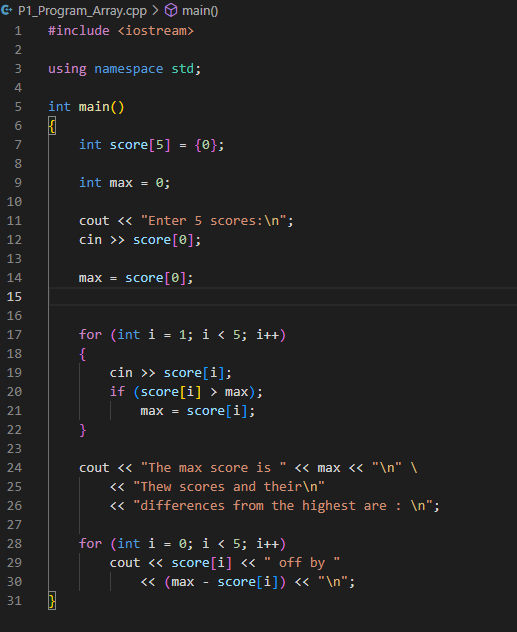 P1_Program_Array.cpp > main()
1 #include <iostream>
2
3 using namespace std;
4
5 int main()
6 {
7     int score[5] = {0};
8
9     int max = 0;
10
11     cout << "Enter 5 scores:\n";
12     cin >> score[0];
13
14     max = score[0];
15
16
17     for (int i = 1; i < 5; i++)
18     {
19         cin >> score[i];
20         if (score[i] > max);
21             max = score[i];
22     }
23
24     cout << "The max score is " << max << "\n" \
25         << "Thew scores and their\n"
26         << "differences from the highest are : \n";
27
28     for (int i = 0; i < 5; i++)
29         cout << score[i] << " off by "
30             << (max - score[i]) << "\n";
31 }